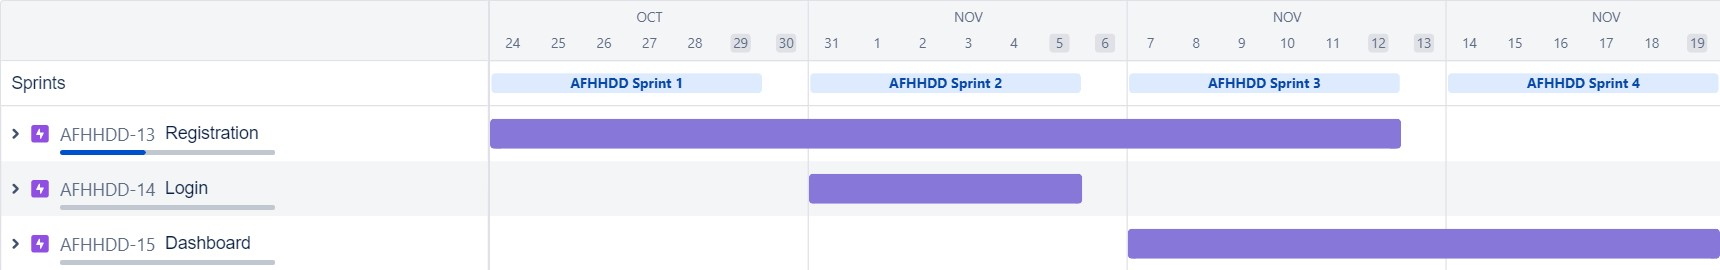 OCT NOV NOV NOV
24 25 26 27 28 29 30 31 1 2 3 4 5 6 7 8 9 10 11 12 13 14 15 16 17 18 19
Sprints AFHHDD Sprint 1 AFHHDD Sprint 2 AFHHDD Sprint 3 AFHHDD Sprint 4
AFHHDD-13 Registration
AFHHDD-14 Login
AFHHDD-15 Dashboard